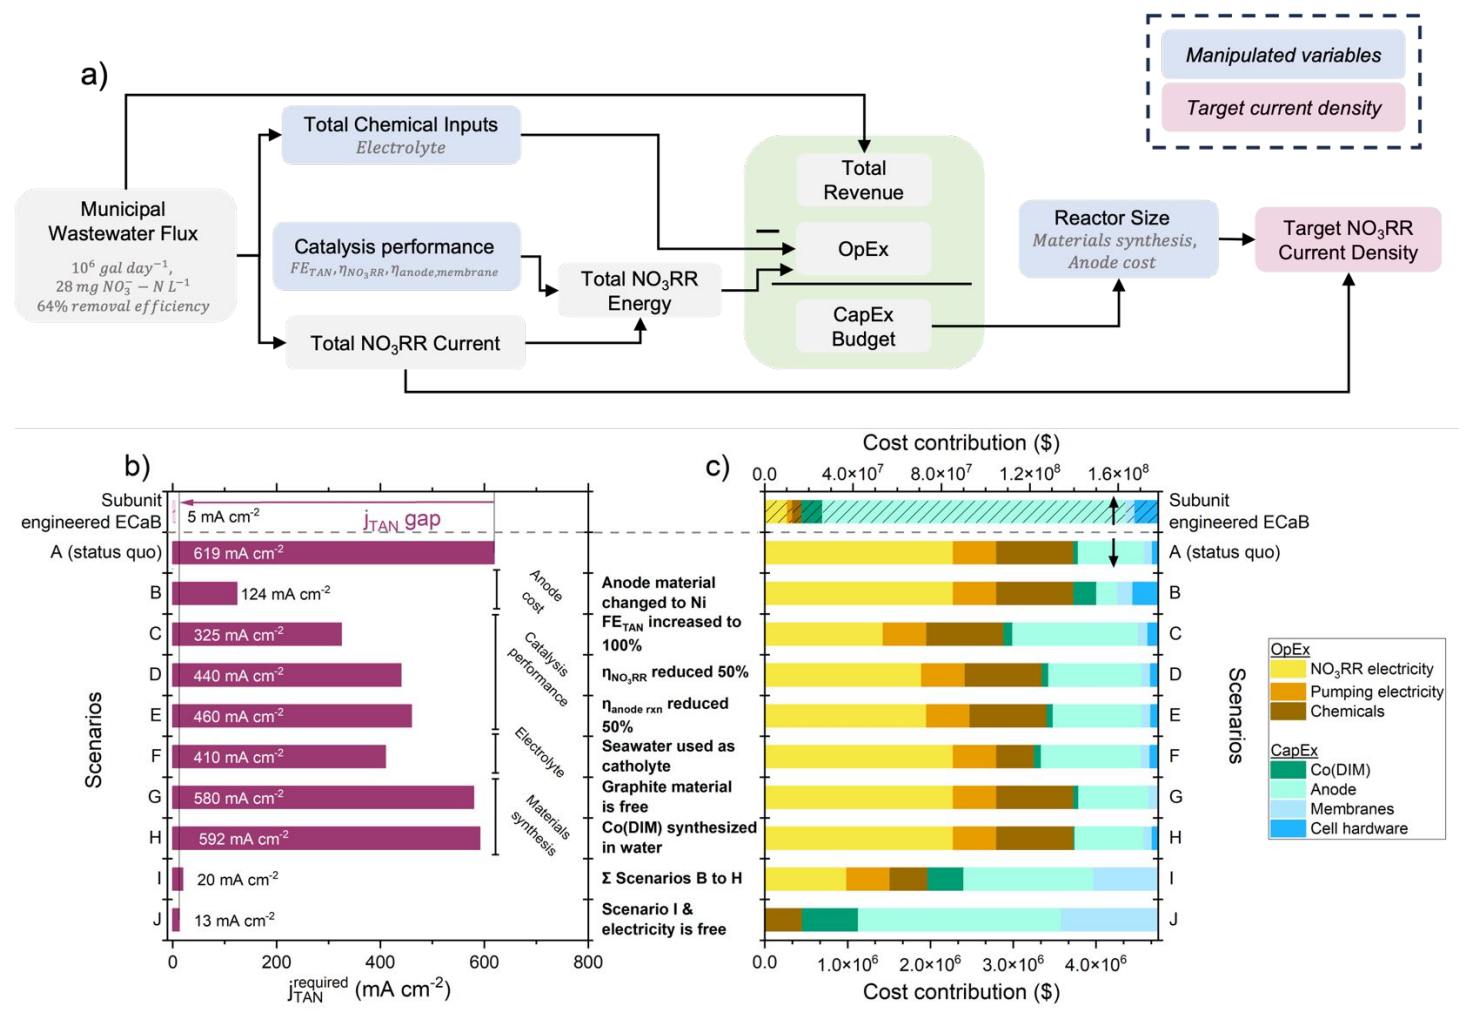 a)
Manipulated variables
Target current density
Total Chemical Inputs
Electrolyte
Municipal
Wastewater Flux
10⁶ gal day⁻¹,
28 mg NO₃⁻ − N L⁻¹
64% removal efficiency
Catalysis performance
FE_TAN, η_NO₃RR, η_anode,membrane
Total NO₃RR Current
Total NO₃RR
Energy
Total
Revenue
OpEx
CapEx
Budget
Reactor Size
Materials synthesis,
Anode cost
Target NO₃RR
Current Density
b)
Subunit
engineered ECaB
A (status quo)
B
C
D
E
F
G
H
I
J
Scenarios
5 mA cm⁻²
j_TAN gap
619 mA cm⁻²
124 mA cm⁻²
325 mA cm⁻²
440 mA cm⁻²
460 mA cm⁻²
410 mA cm⁻²
580 mA cm⁻²
592 mA cm⁻²
20 mA cm⁻²
13 mA cm⁻²
Anode
cost
Catalysis
performance
Electrolyte
Materials
synthesis
0
200
400
600
800
j_TAN^required (mA cm⁻²)
Anode material
changed to Ni
FE_TAN increased to
100%
η_NO₃RR reduced 50%
η_anode rxn reduced
50%
Seawater used as
catholyte
Graphite material
is free
Co(DIM) synthesized
in water
Σ Scenarios B to H
Scenario I &
electricity is free
c)
Cost contribution ($)
0.0
4.0×10⁷
8.0×10⁷
1.2×10⁸
1.6×10⁸
Subunit
engineered ECaB
A (status quo)
B
C
D
E
F
G
H
I
J
Scenarios
0.0
1.0×10⁶
2.0×10⁶
3.0×10⁶
4.0×10⁶
Cost contribution ($)
OpEx
NO₃RR electricity
Pumping electricity
Chemicals
CapEx
Co(DIM)
Anode
Membranes
Cell hardware